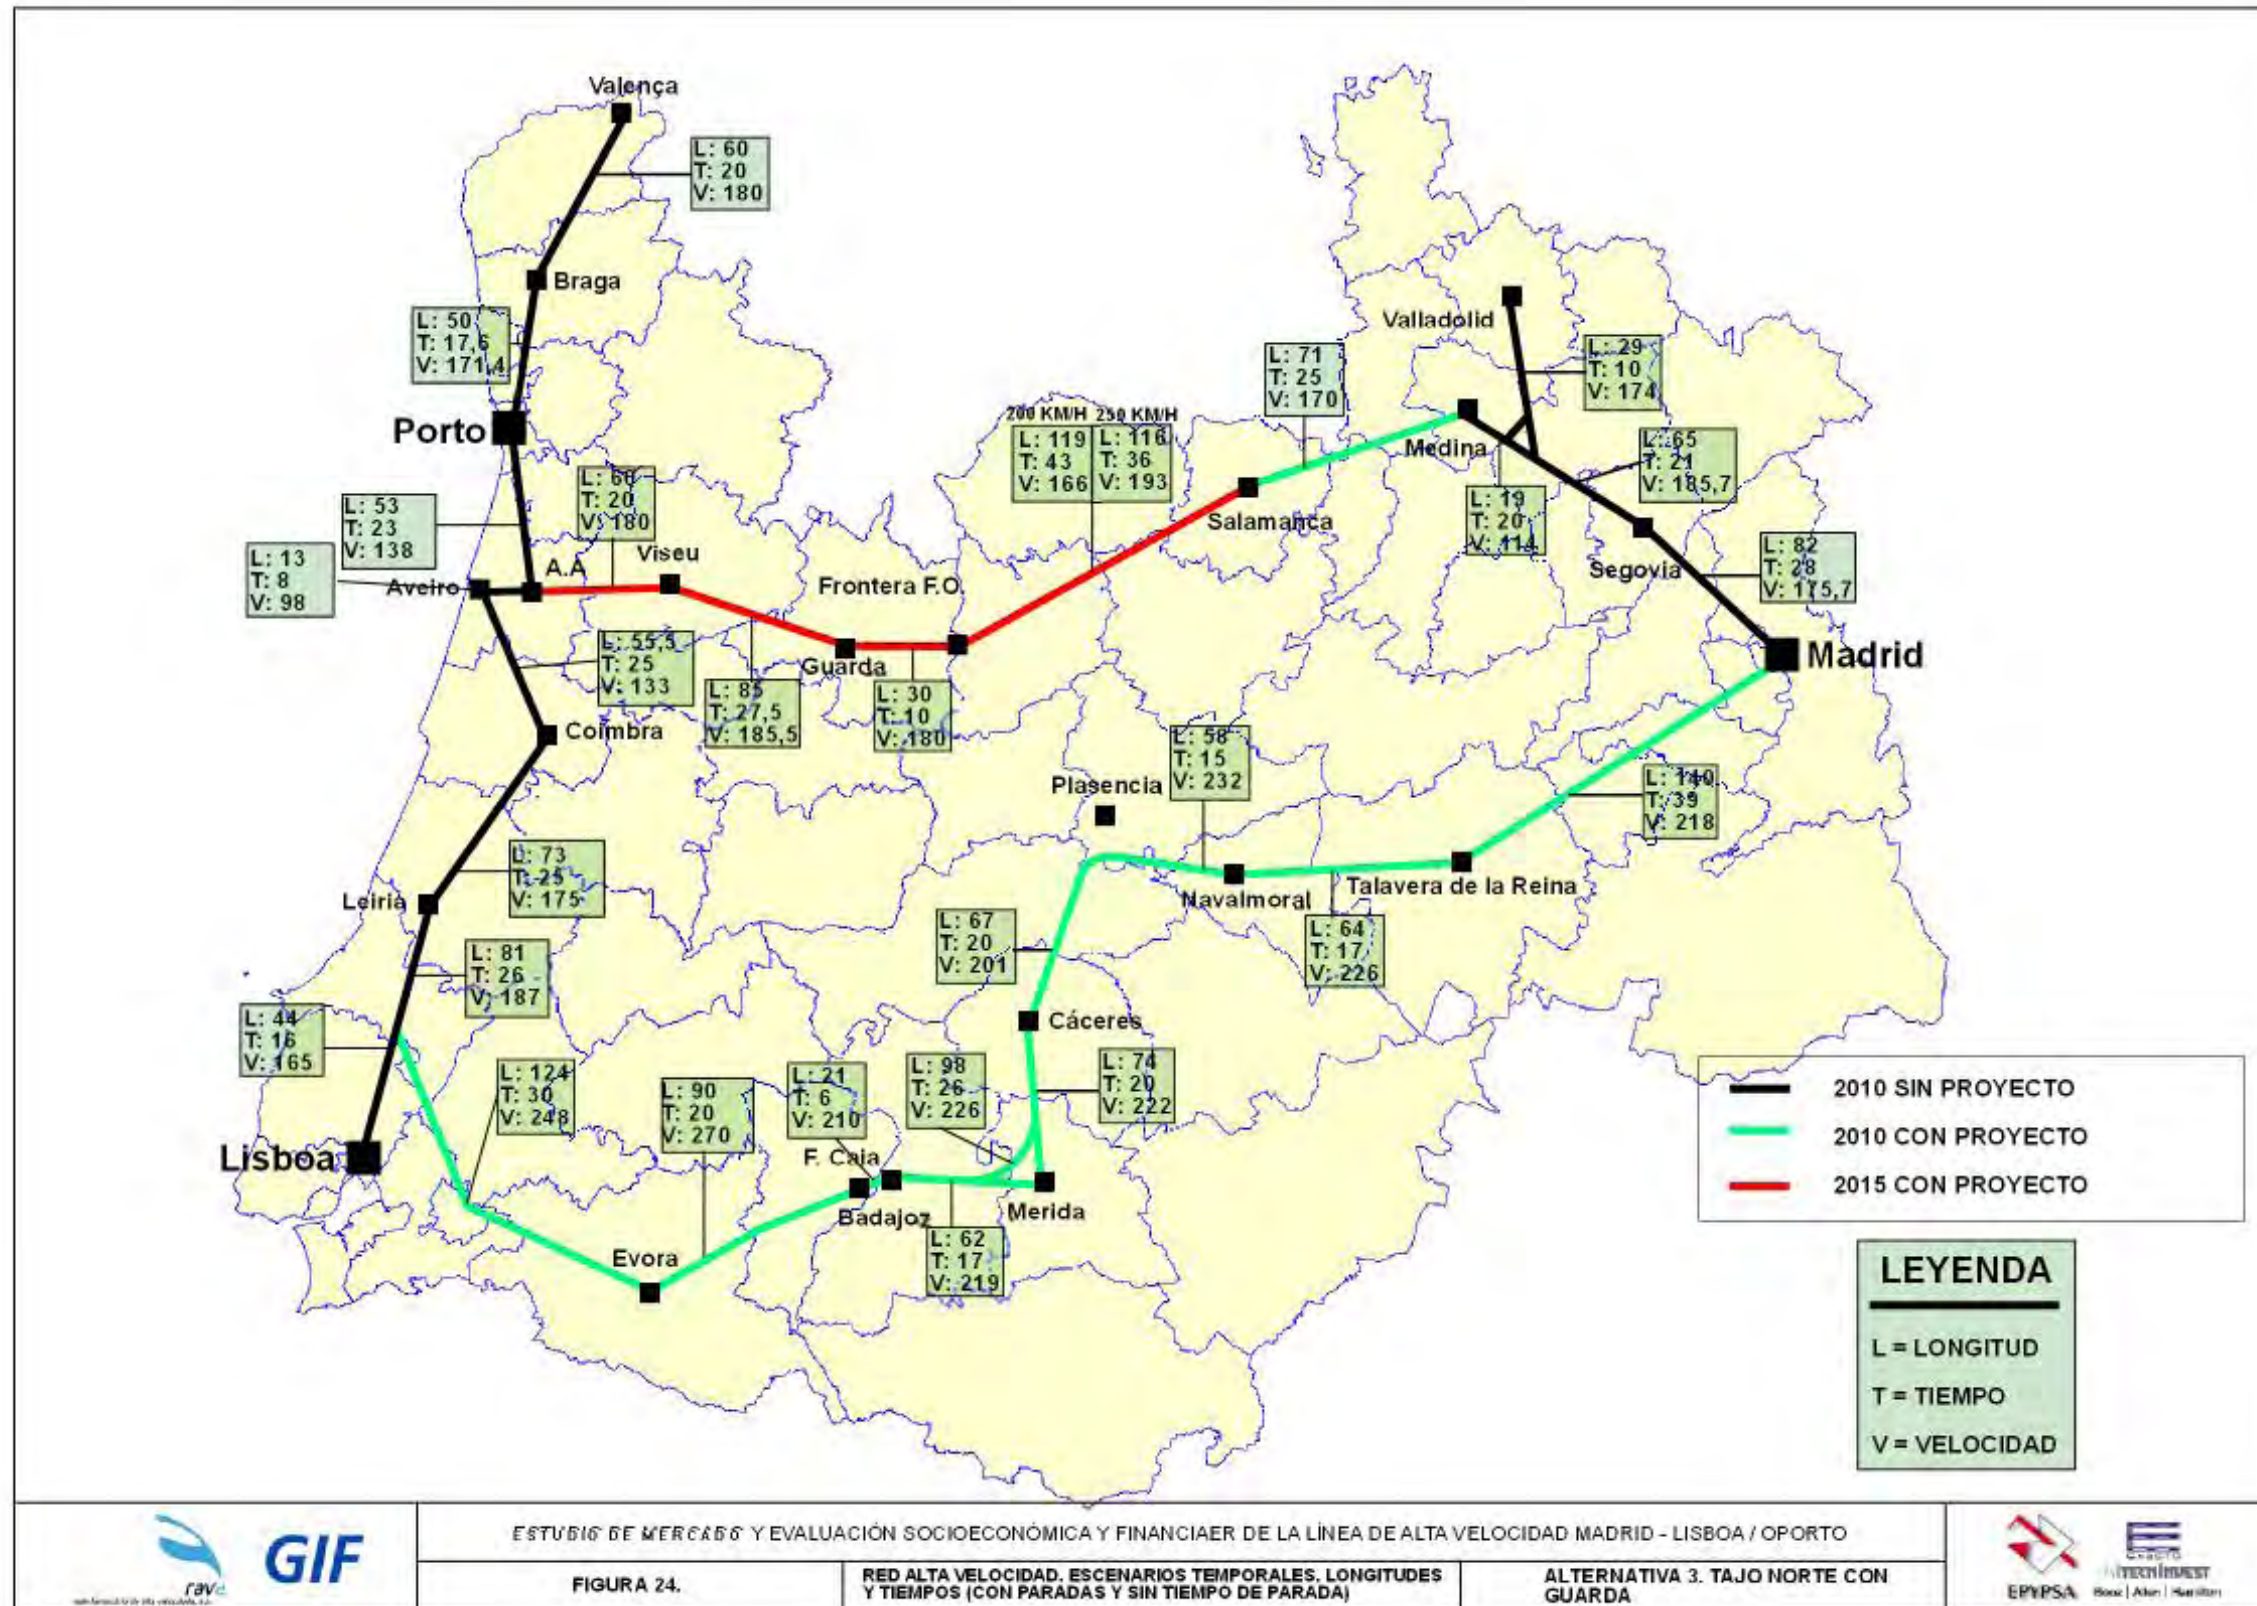 Valença
L: 60
T: 20
V: 180
Braga
L: 50
T: 17,6
V: 171,4
Porto
Valladolid
L: 29
T: 10
V: 174
L: 71
T: 25
V: 170
200 KM/H 250 KM/H
L: 119
T: 43
V: 166
L: 116
T: 36
V: 193
Medina
L: 65
T: 21
V: 185,7
L: 19
T: 20
V: 114
Salamanca
Segovia
L: 82
T: 28
V: 175,7
Madrid
L: 53
T: 23
V: 138
T: 20
V: 180
L: 13
T: 8
V: 98
Aveiro
A.A
Viseu
Frontera F.O.
Guarda
L: 55,5
T: 25
V: 133
L: 85
T: 27,5
V: 185,5
L: 30
T: 10
V: 180
Coimbra
L: 58
T: 15
V: 232
Plasencia
L: 140
T: 39
V: 218
L: 73
T: 25
V: 175
Leiria
Navalmoral
Talavera de la Reina
L: 67
T: 20
V: 201
L: 64
T: 17
V: 226
L: 81
T: 26
V: 187
L: 44
T: 16
V: 165
Cáceres
L: 124
T: 30
V: 248
L: 90
T: 20
V: 270
L: 21
T: 6
V: 210
L: 98
T: 26
V: 226
L: 74
T: 20
V: 222
Lisboa
F. Caia
Badajoz
Merida
L: 62
T: 17
V: 219
Evora
2010 SIN PROYECTO
2010 CON PROYECTO
2015 CON PROYECTO
LEYENDA
L = LONGITUD
T = TIEMPO
V = VELOCIDAD
rave
GIF
ESTUDIO DE MERCADO Y EVALUACIÓN SOCIOECONÓMICA Y FINANCIAER DE LA LÍNEA DE ALTA VELOCIDAD MADRID - LISBOA / OPORTO
FIGURA 24.
RED ALTA VELOCIDAD. ESCENARIOS TEMPORALES, LONGITUDES
Y TIEMPOS (CON PARADAS Y SIN TIEMPO DE PARADA)
ALTERNATIVA 3. TAJO NORTE CON
GUARDA
EPYPSA
Booz | Allen | Hamilton